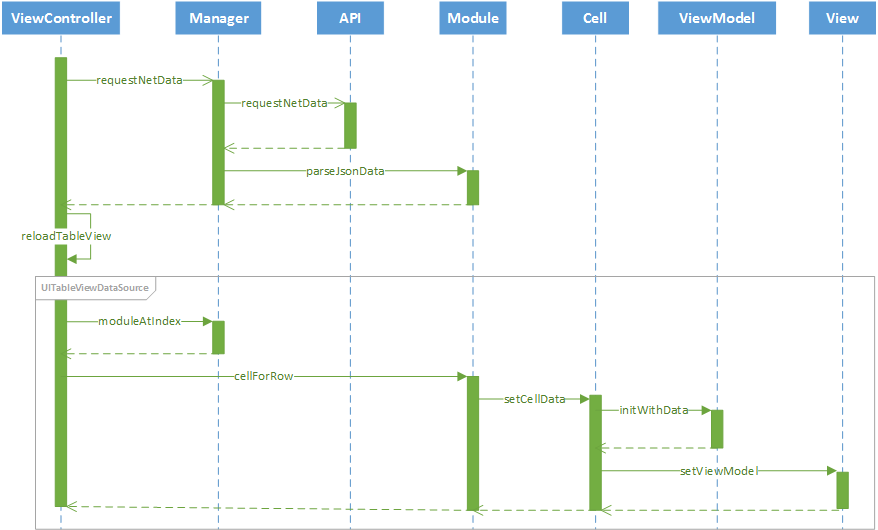 ViewController
Manager
API
Module
Cell
ViewModel
View
requestNetData
requestNetData
parseJsonData
reloadTableView
UITableViewDataSource
moduleAtIndex
cellForRow
setCellData
initWithData
setViewModel